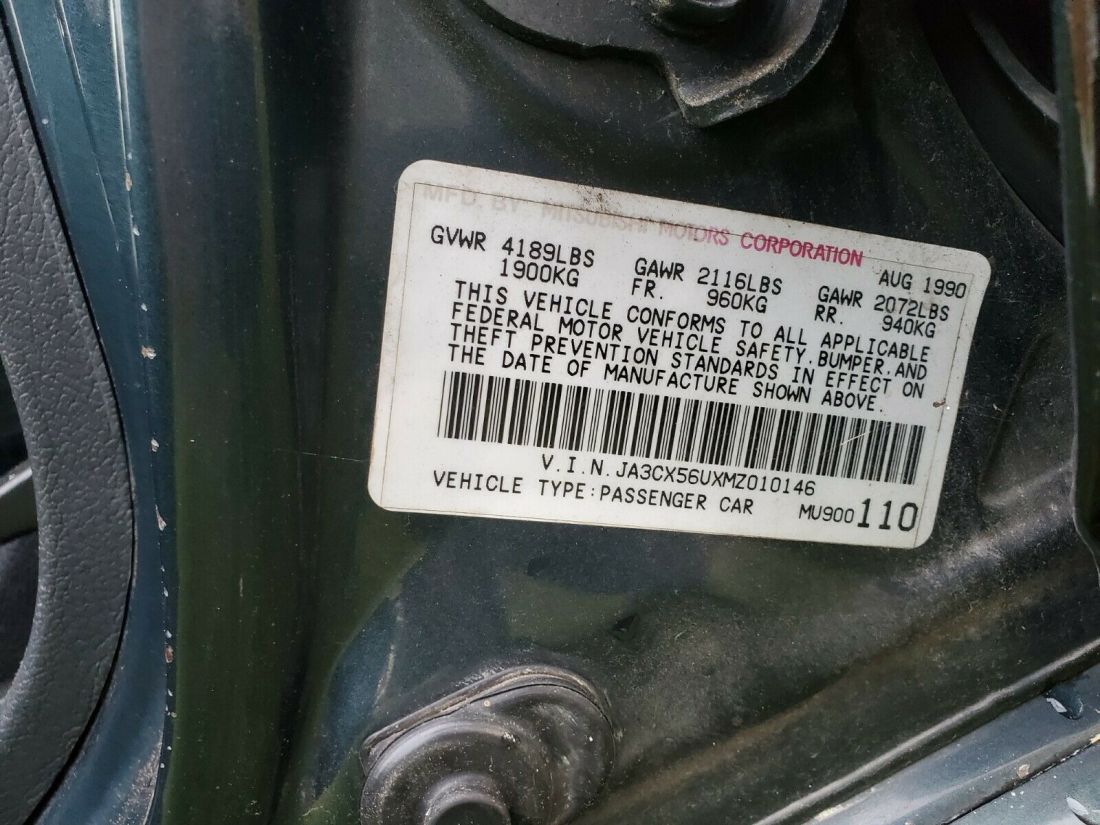 MFD. BY MITSUBISHI MOTORS CORPORATION
GVWR 4189LBS GAWR 2116LBS AUG 1990
1900KG FR. 960KG GAWR 2072LBS
RR. 940KG
THIS VEHICLE CONFORMS TO ALL APPLICABLE
FEDERAL MOTOR VEHICLE SAFETY.BUMPER.AND
THEFT PREVENTION STANDARDS IN EFFECT ON
THE DATE OF MANUFACTURE SHOWN ABOVE.
V.I.N.JA3CX56UXMZ010146
VEHICLE TYPE:PASSENGER CAR MU900110